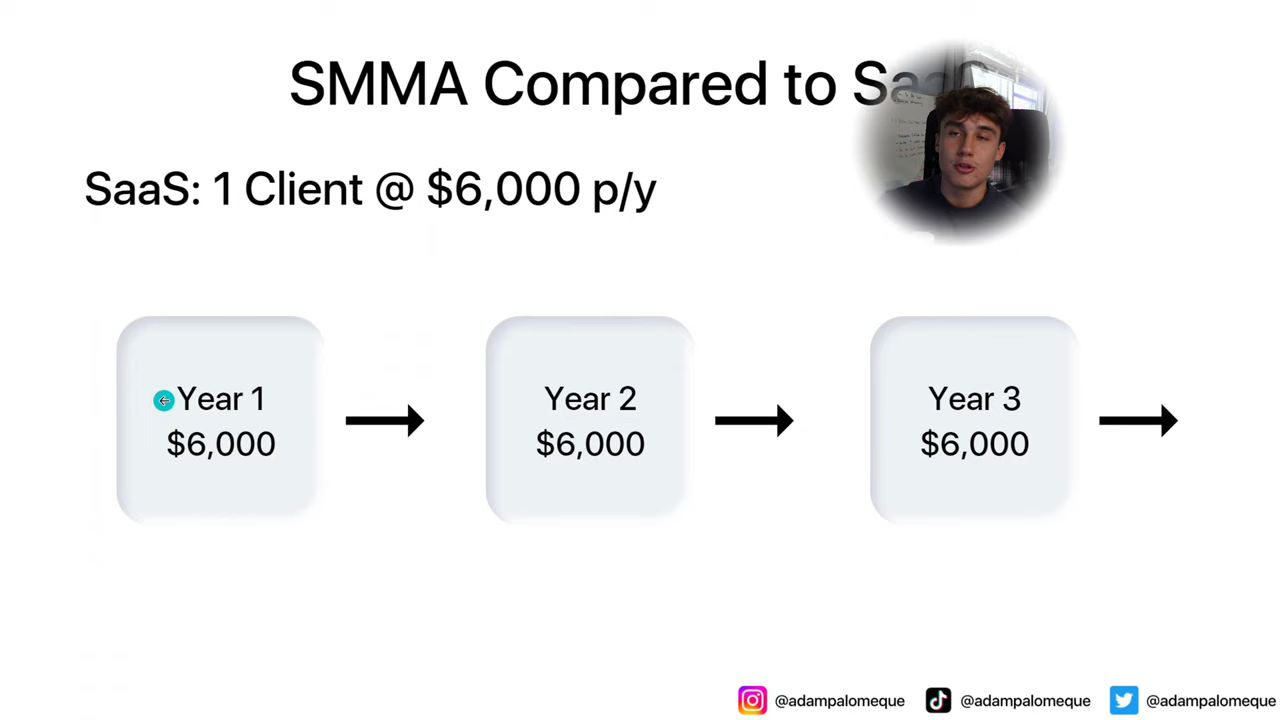 SMMA Compared to SaaS
SaaS: 1 Client @ $6,000 p/y
Year 1
$6,000
Year 2
$6,000
Year 3
$6,000
@adampalomeque
@adampalomeque
@adampalomeque